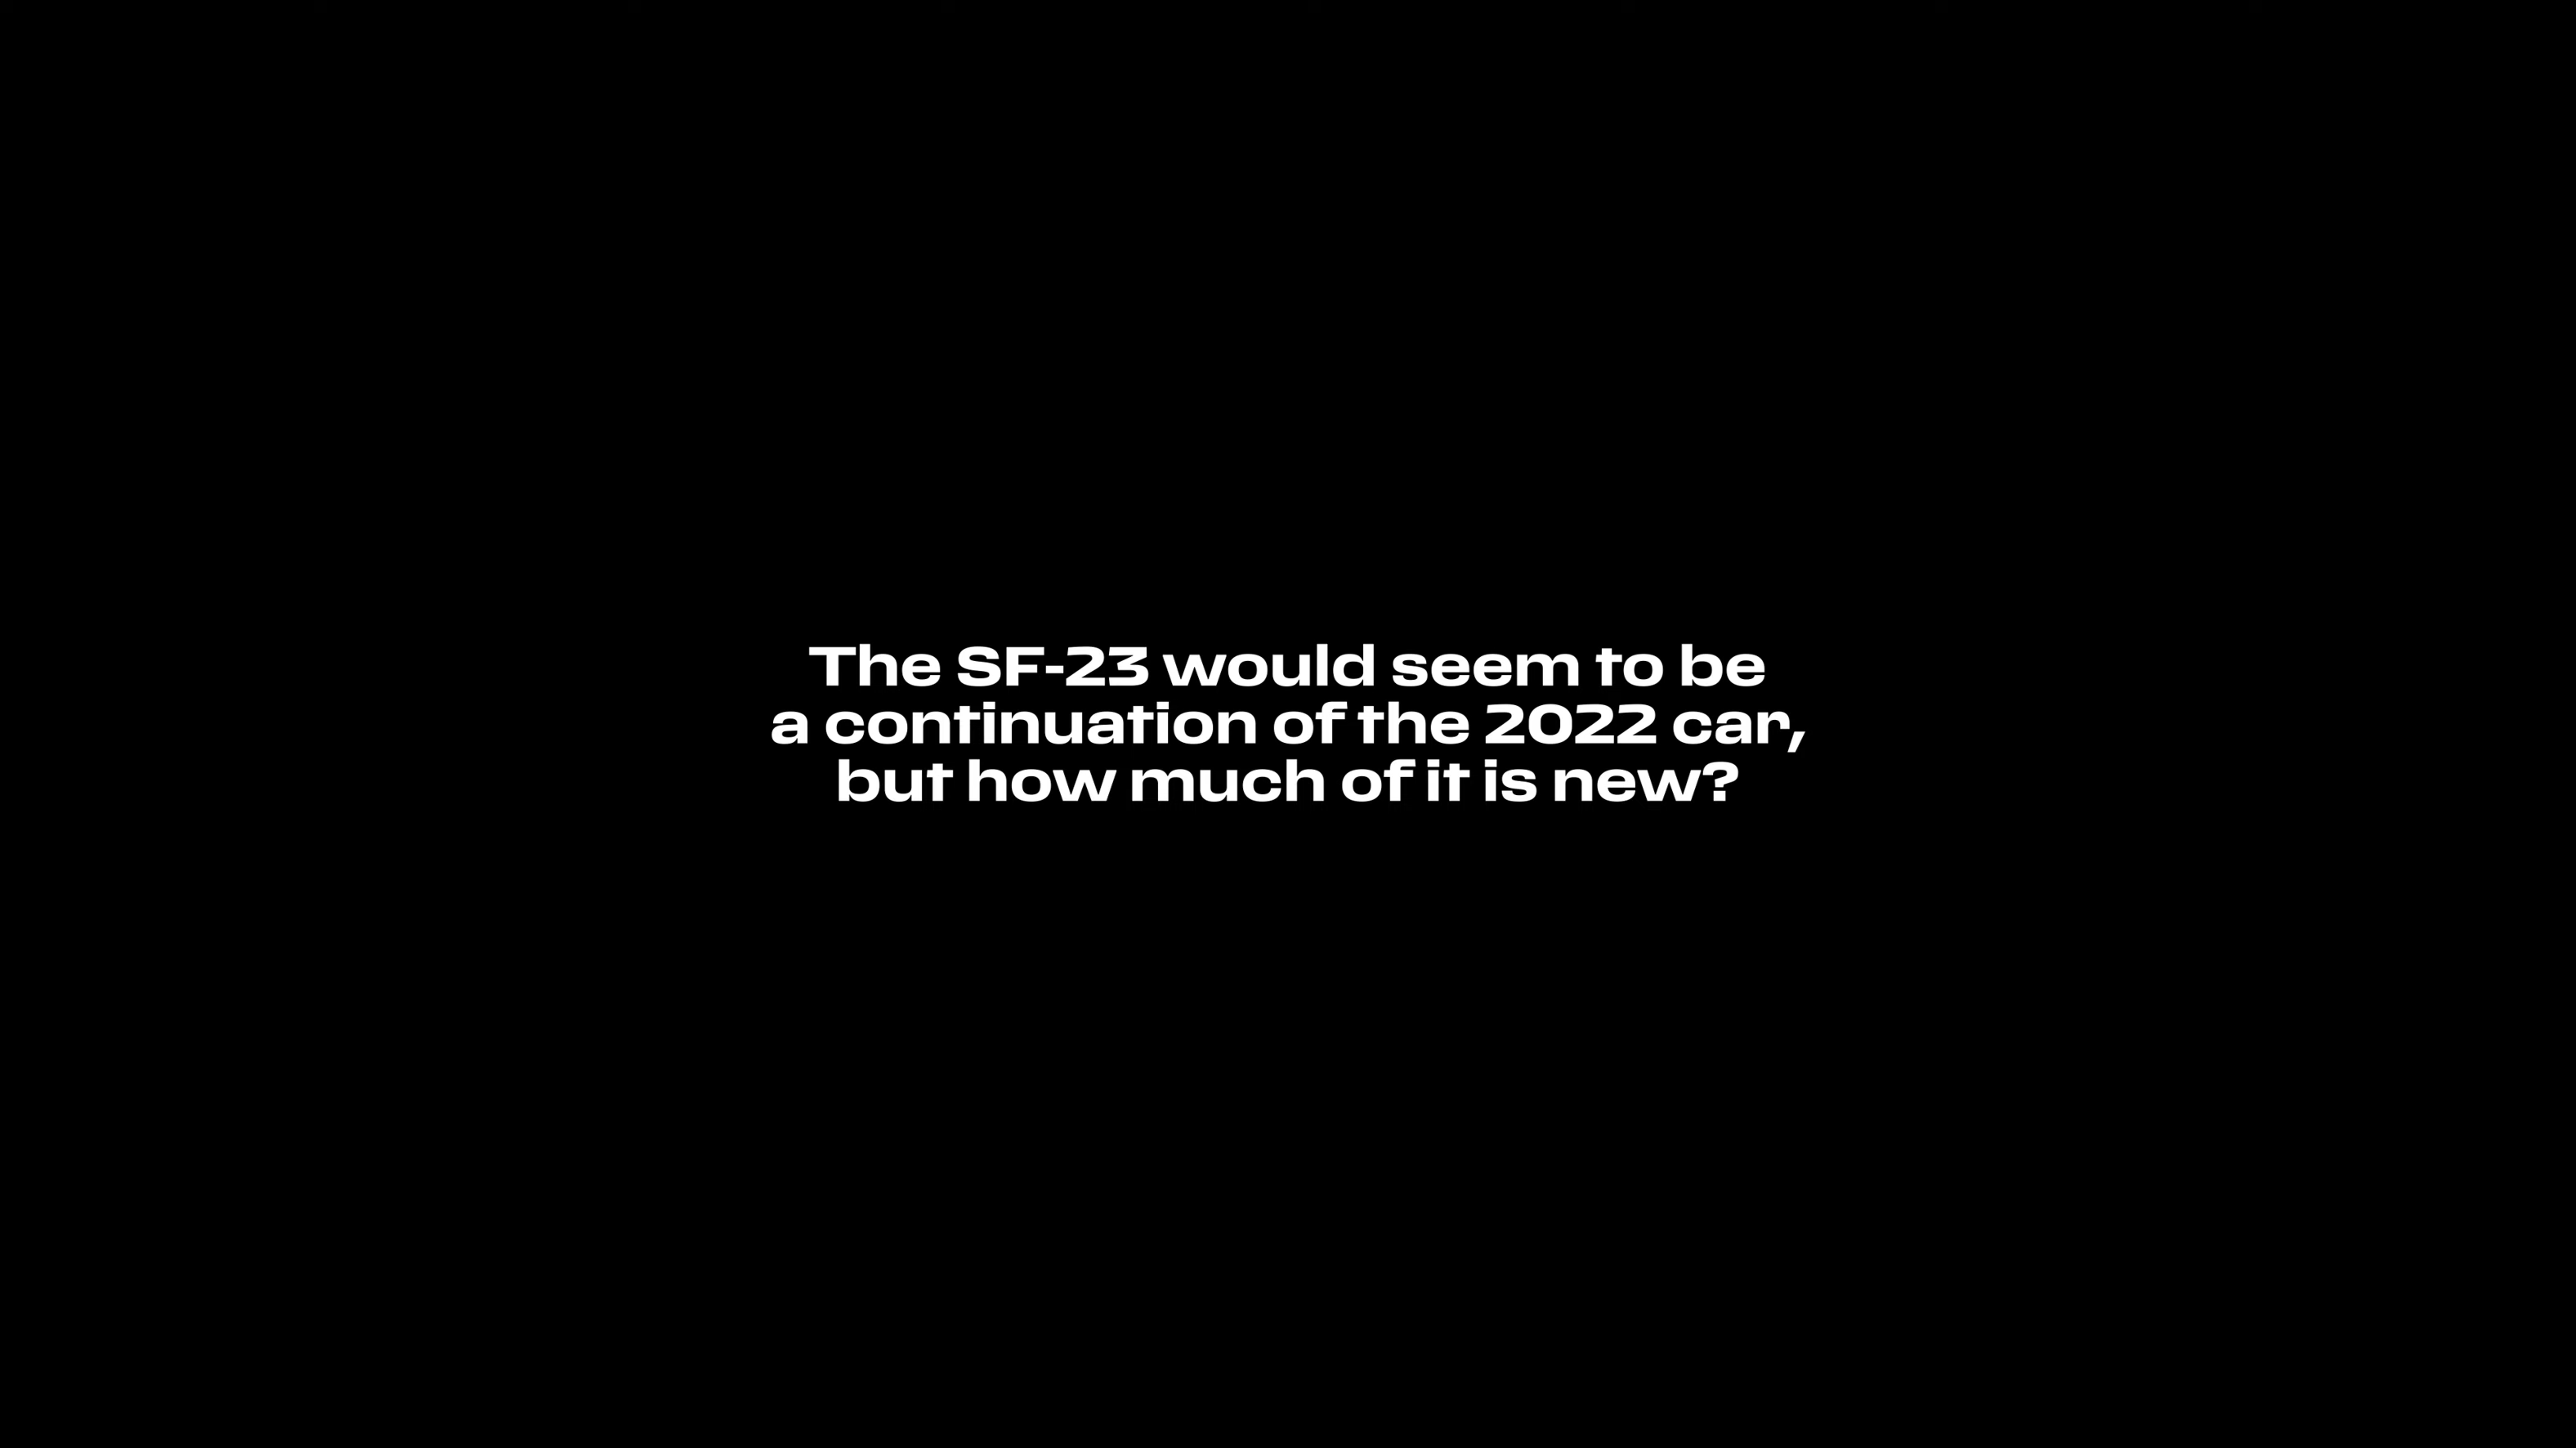 The SF-23 would seem to be
a continuation of the 2022 car,
but how much of it is new?